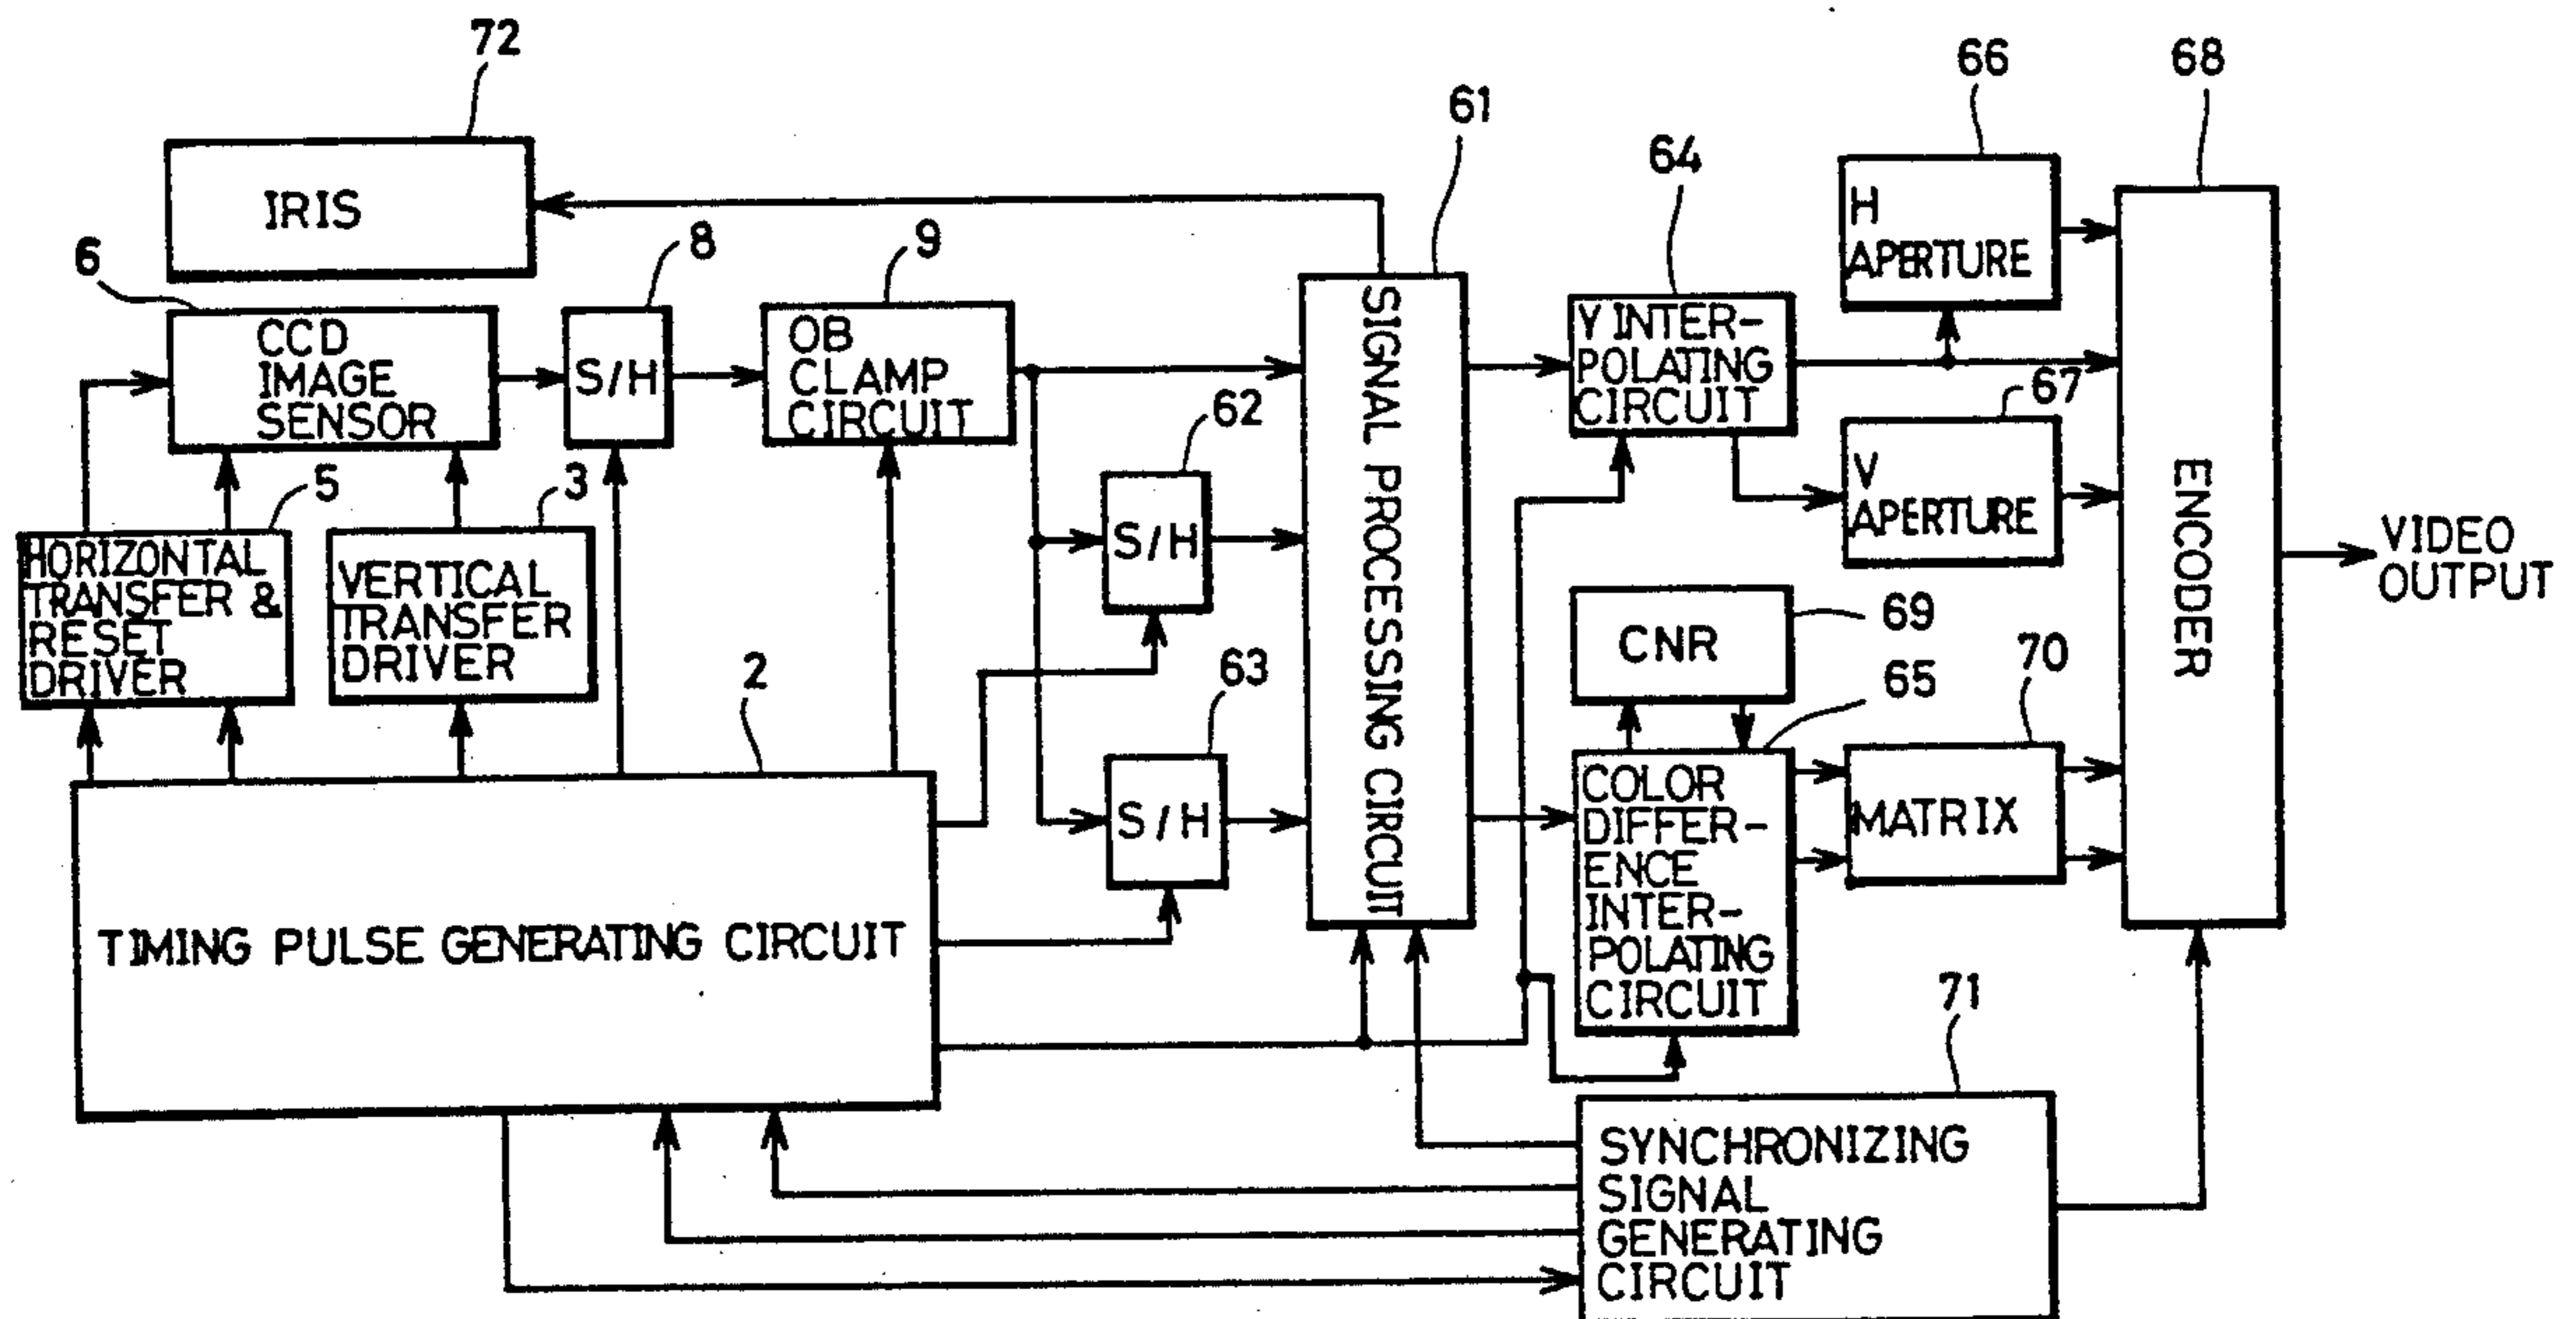 72
IRIS
6
CCD
IMAGE
SENSOR
8
S/H
9
OB
CLAMP
CIRCUIT
61
SIGNAL PROCESSING CIRCUIT
62
S/H
63
S/H
64
Y INTER-
POLATING
CIRCUIT
66
H
APERTURE
67
V
APERTURE
68
ENCODER
VIDEO
OUTPUT
5
HORIZONTAL
TRANSFER &
RESET
DRIVER
3
VERTICAL
TRANSFER
DRIVER
2
TIMING PULSE GENERATING CIRCUIT
69
CNR
65
COLOR
DIFFER-
ENCE
INTER-
POLATING
CIRCUIT
70
MATRIX
71
SYNCHRONIZING
SIGNAL
GENERATING
CIRCUIT